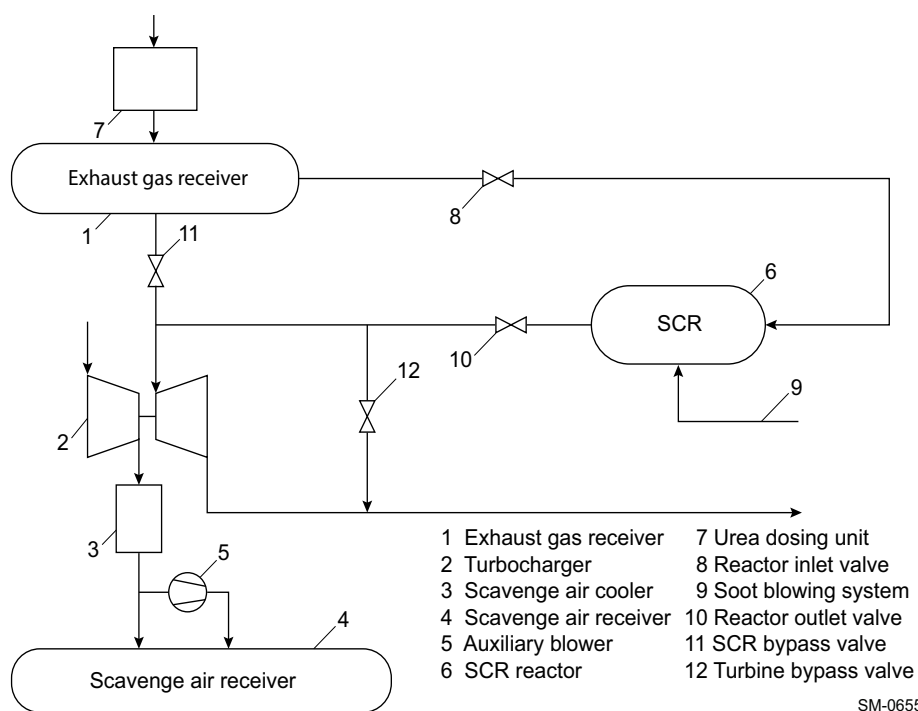 7
Exhaust gas receiver
1
11
8
6
SCR
10
12
9
2
3
5
4
Scavenge air receiver
1 Exhaust gas receiver
2 Turbocharger
3 Scavenge air cooler
4 Scavenge air receiver
5 Auxiliary blower
6 SCR reactor
7 Urea dosing unit
8 Reactor inlet valve
9 Soot blowing system
10 Reactor outlet valve
11 SCR bypass valve
12 Turbine bypass valve
SM-0655